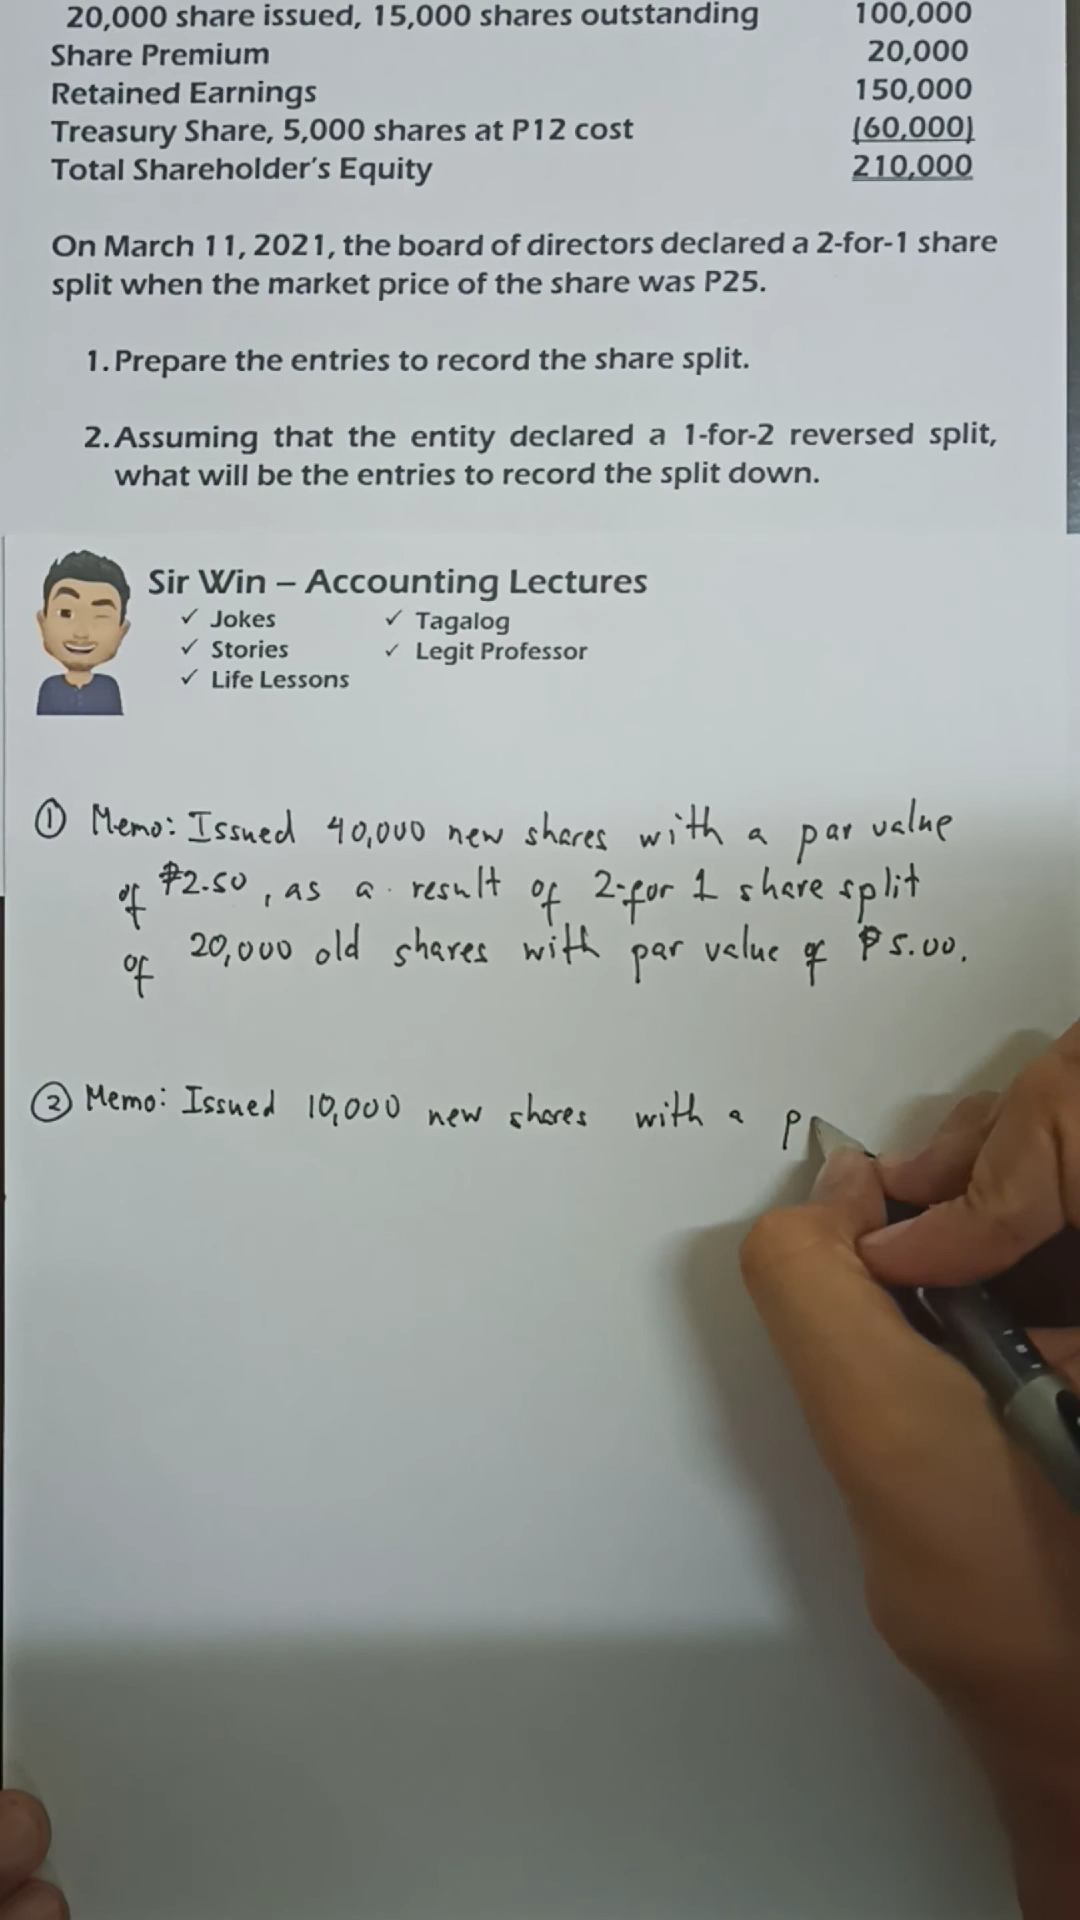 20,000 share issued, 15,000 shares outstanding 100,000
Share Premium 20,000
Retained Earnings 150,000
Treasury Share, 5,000 shares at P12 cost (60,000)
Total Shareholder's Equity 210,000
On March 11, 2021, the board of directors declared a 2-for-1 share
split when the market price of the share was P25.
1. Prepare the entries to record the share split.
2. Assuming that the entity declared a 1-for-2 reversed split,
what will be the entries to record the split down.
Sir Win – Accounting Lectures
✓ Jokes ✓ Tagalog
✓ Stories ✓ Legit Professor
✓ Life Lessons
① Memo: Issued 40,000 new shares with a par value
of ₱2.50, as a result of 2-for 1 share split
of 20,000 old shares with par value of ₱5.00.
② Memo: Issued 10,000 new shares with a p